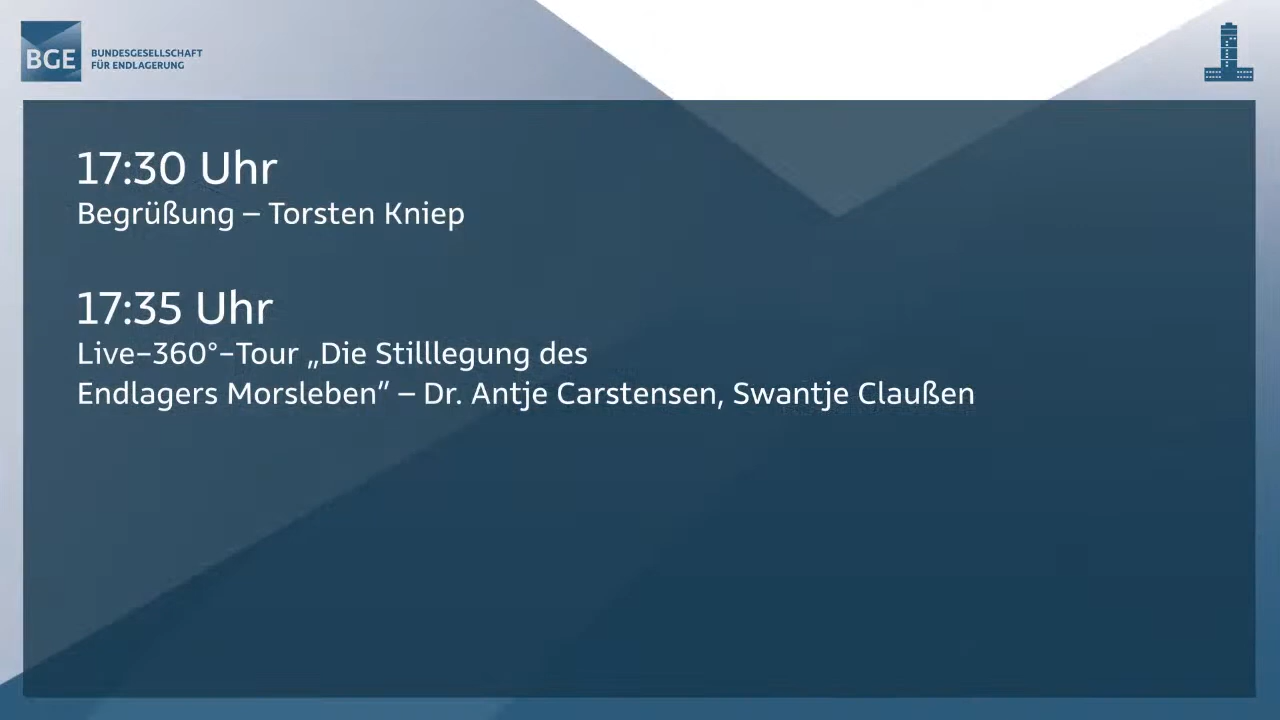 BGE
BUNDESGESELLSCHAFT
FÜR ENDLAGERUNG
17:30 Uhr
Begrüßung – Torsten Kniep
17:35 Uhr
Live–360°–Tour „Die Stilllegung des
Endlagers Morsleben” – Dr. Antje Carstensen, Swantje Claußen